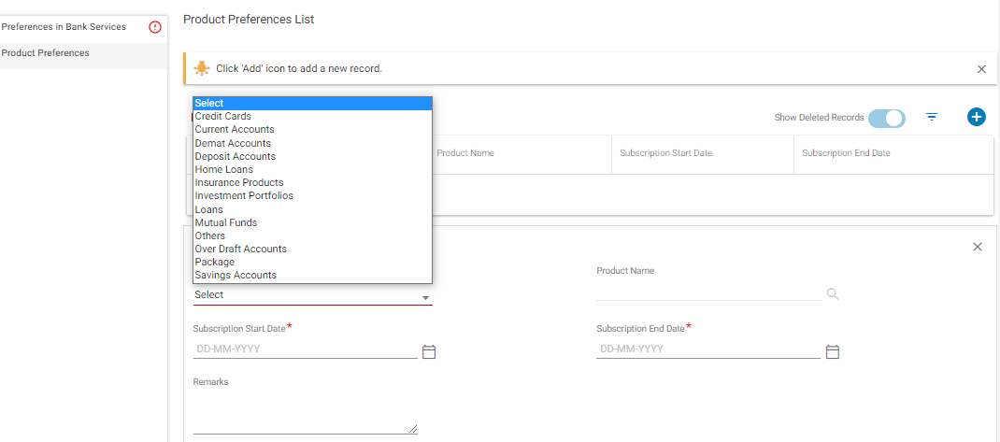 Preferences in Bank Services
Product Preferences
Product Preferences List
Click 'Add' icon to add a new record.
Show Deleted Records
Product Name
Subscription Start Date
Subscription End Date
Select
Credit Cards
Current Accounts
Demat Accounts
Deposit Accounts
Home Loans
Insurance Products
Investment Portfolios
Loans
Mutual Funds
Others
Over Draft Accounts
Package
Savings Accounts
Select
Product Name
Subscription Start Date*
DD-MM-YYYY
Subscription End Date*
DD-MM-YYYY
Remarks